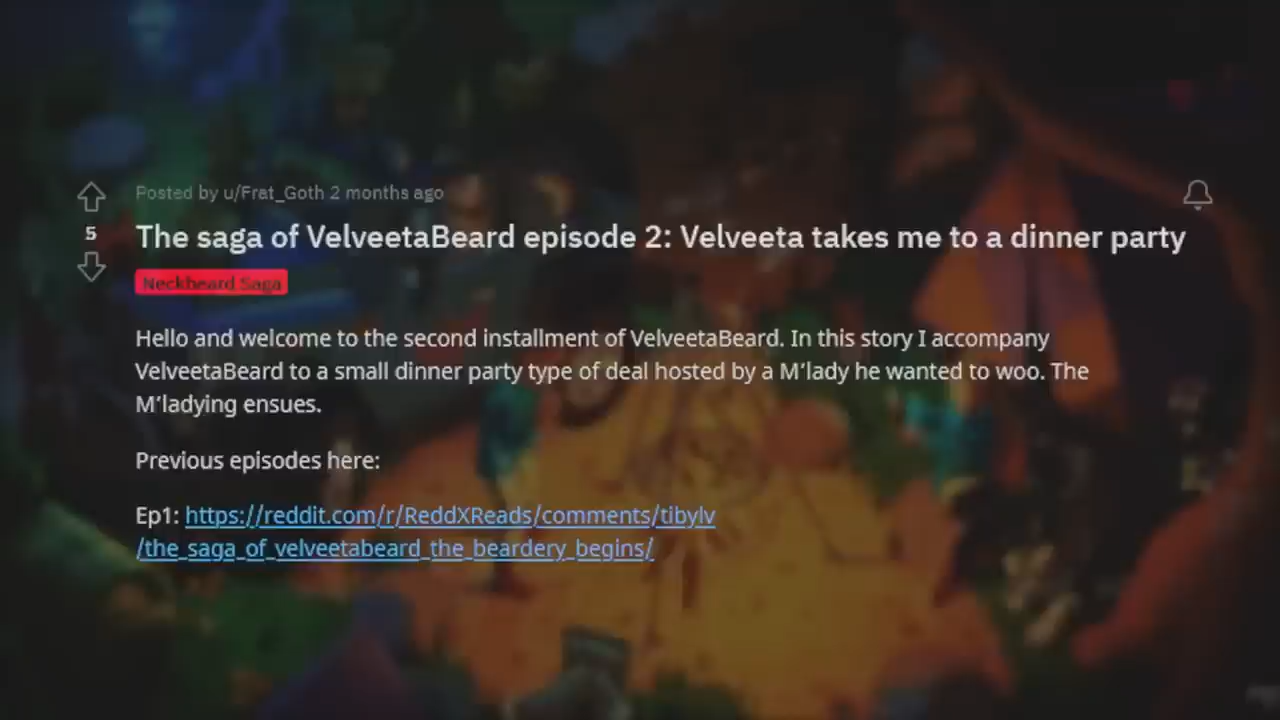 Posted by u/Frat_Goth 2 months ago
5
The saga of VelveetaBeard episode 2: Velveeta takes me to a dinner party
Neckbeard Saga
Hello and welcome to the second installment of VelveetaBeard. In this story I accompany
VelveetaBeard to a small dinner party type of deal hosted by a M'lady he wanted to woo. The
M'ladying ensues.
Previous episodes here:
Ep1: https://reddit.com/r/ReddXReads/comments/tibylv
/the_saga_of_velveetabeard_the_beardery_begins/